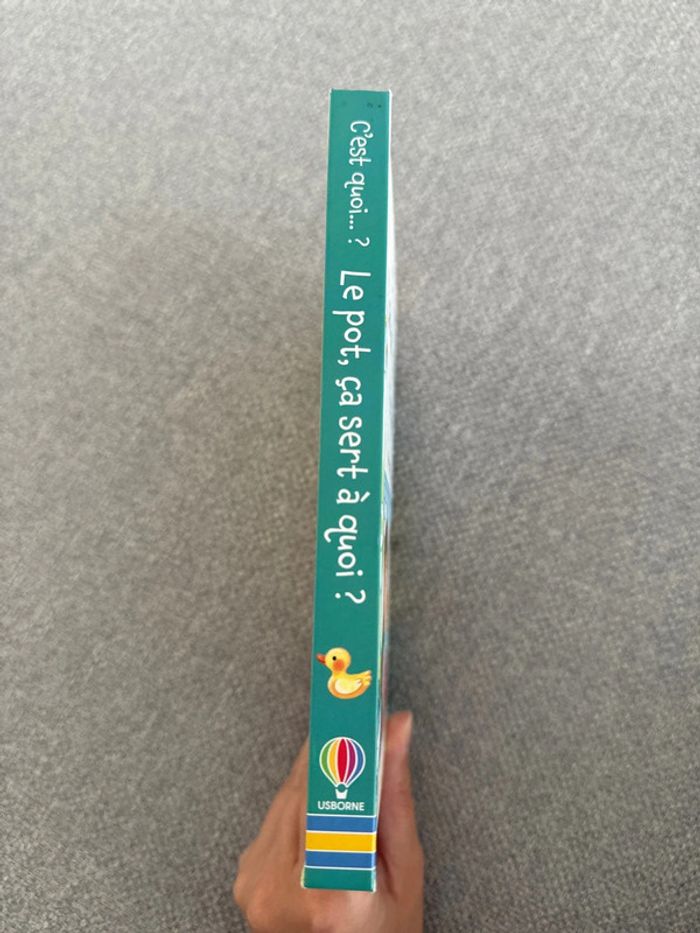 C'est quoi... ? Le pot, ça sert à quoi ?
USBORNE